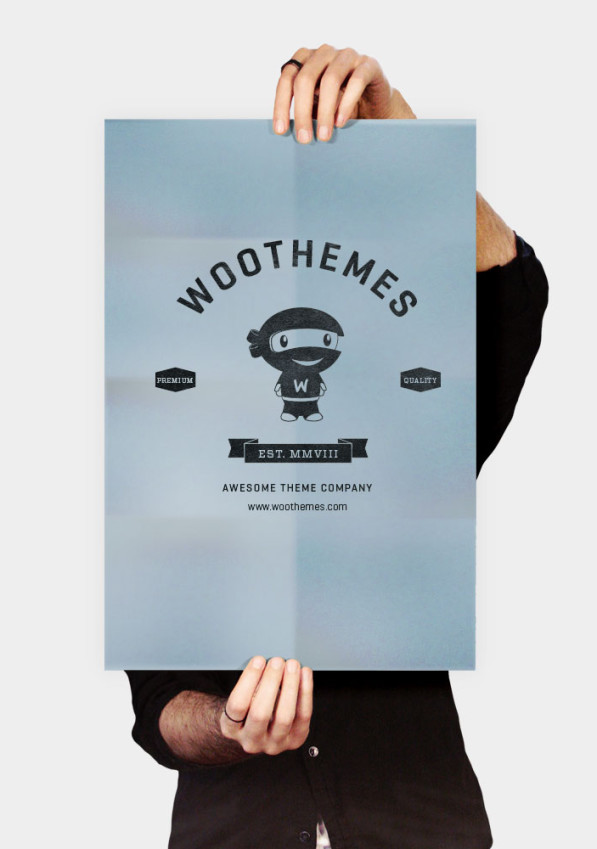 WOOTHEMES
W
PREMIUM
QUALITY
EST. MMVIII
AWESOME THEME COMPANY
www.woothemes.com